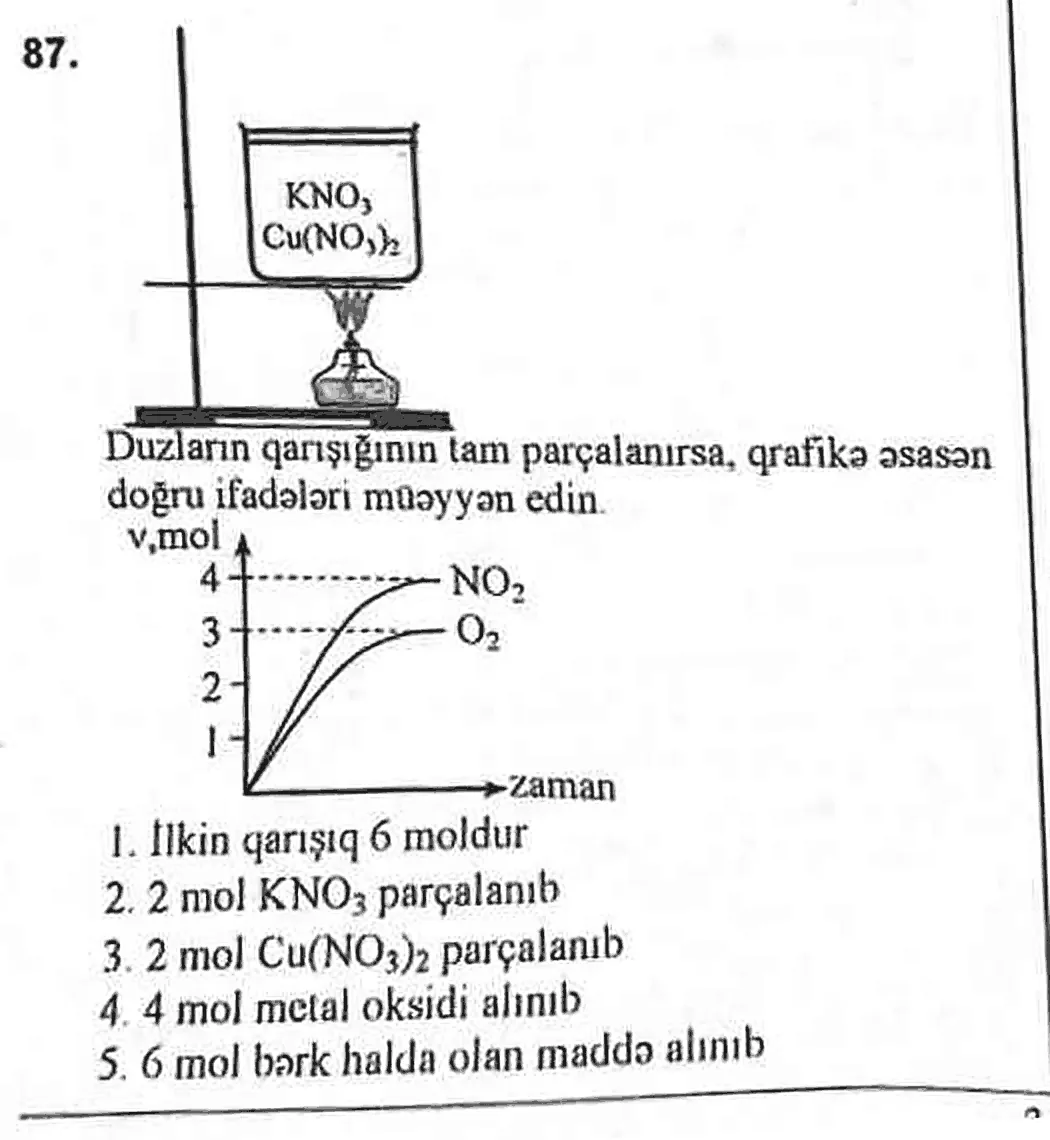 87.
KNO₃
Cu(NO₃)₂
Duzların qarışığının tam parçalanırsa, qrafikə əsasən
doğru ifadələri müəyyən edin.
ν,mol
4
NO₂
3
O₂
2
1
zaman
1. İlkin qarışıq 6 moldur
2. 2 mol KNO₃ parçalanıb
3. 2 mol Cu(NO₃)₂ parçalanıb
4. 4 mol metal oksidi alınıb
5. 6 mol bərk halda olan maddə alınıb